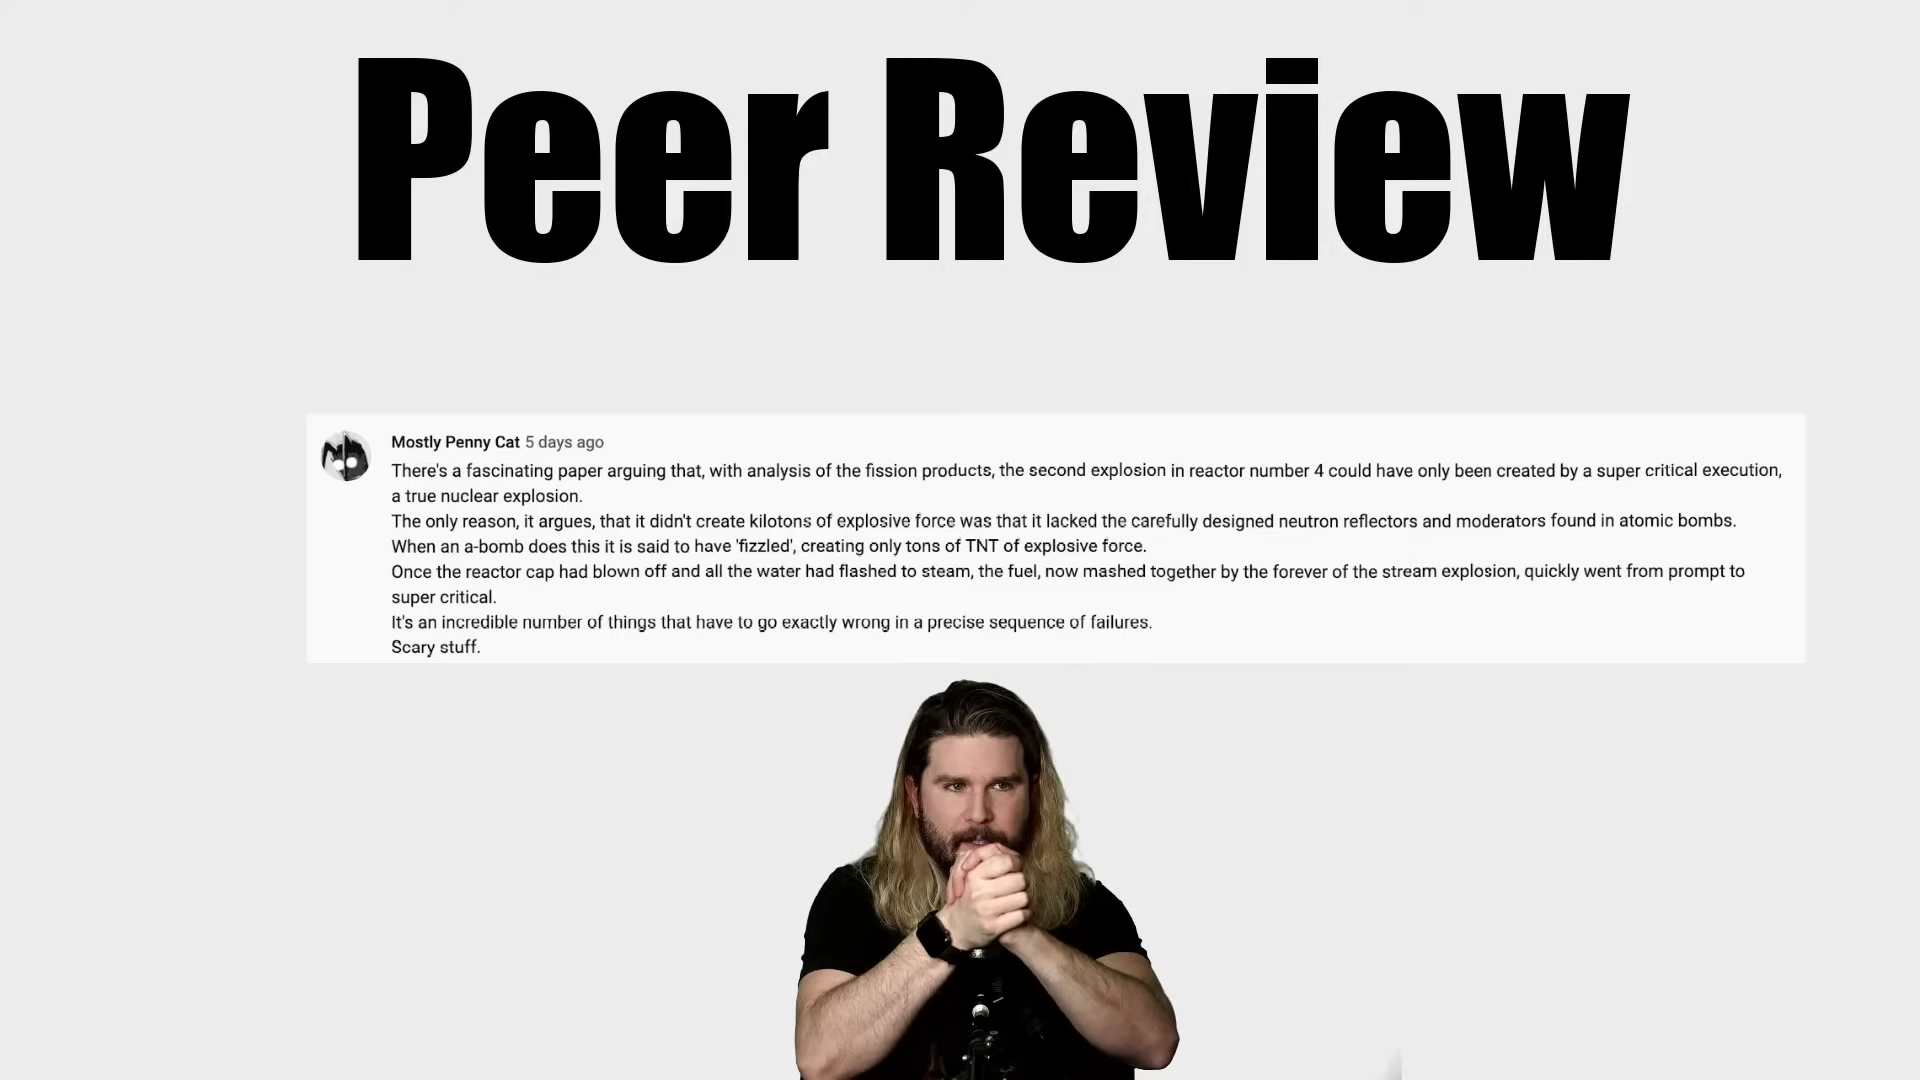 Peer Review
Mostly Penny Cat 5 days ago
There's a fascinating paper arguing that, with analysis of the fission products, the second explosion in reactor number 4 could have only been created by a super critical execution,
a true nuclear explosion.
The only reason, it argues, that it didn't create kilotons of explosive force was that it lacked the carefully designed neutron reflectors and moderators found in atomic bombs.
When an a-bomb does this it is said to have 'fizzled', creating only tons of TNT of explosive force.
Once the reactor cap had blown off and all the water had flashed to steam, the fuel, now mashed together by the forever of the stream explosion, quickly went from prompt to
super critical.
It's an incredible number of things that have to go exactly wrong in a precise sequence of failures.
Scary stuff.